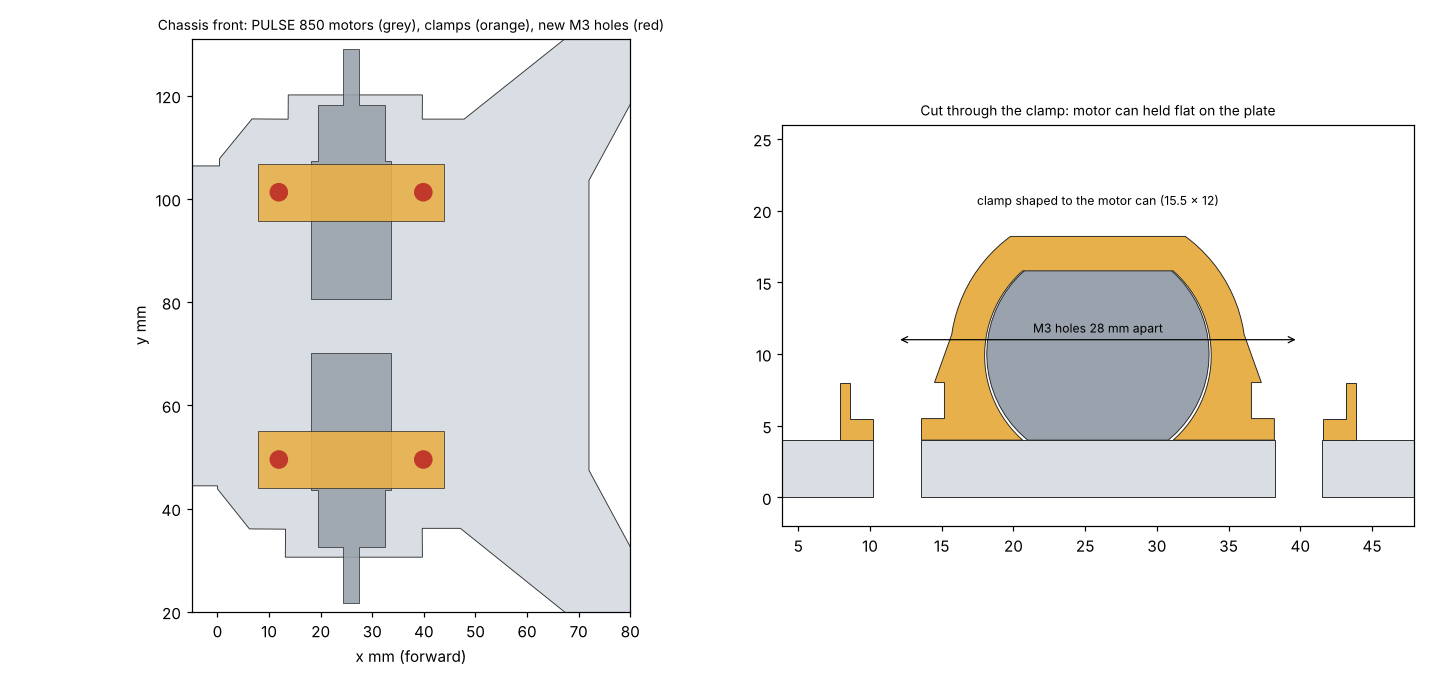 Chassis front: PULSE 850 motors (grey), clamps (orange), new M3 holes (red)
120
100
80
60
40
20
y mm
0 10 20 30 40 50 60 70 80
x mm (forward)
Cut through the clamp: motor can held flat on the plate
25
20
15
10
5
0
clamp shaped to the motor can (15.5 × 12)
M3 holes 28 mm apart
5 10 15 20 25 30 35 40 45